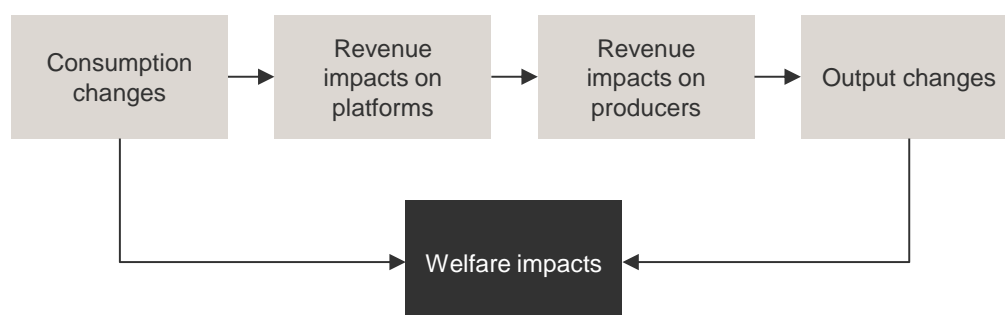 Consumption
changes
Revenue
impacts on
platforms
Revenue
impacts on
producers
Output changes
Welfare impacts